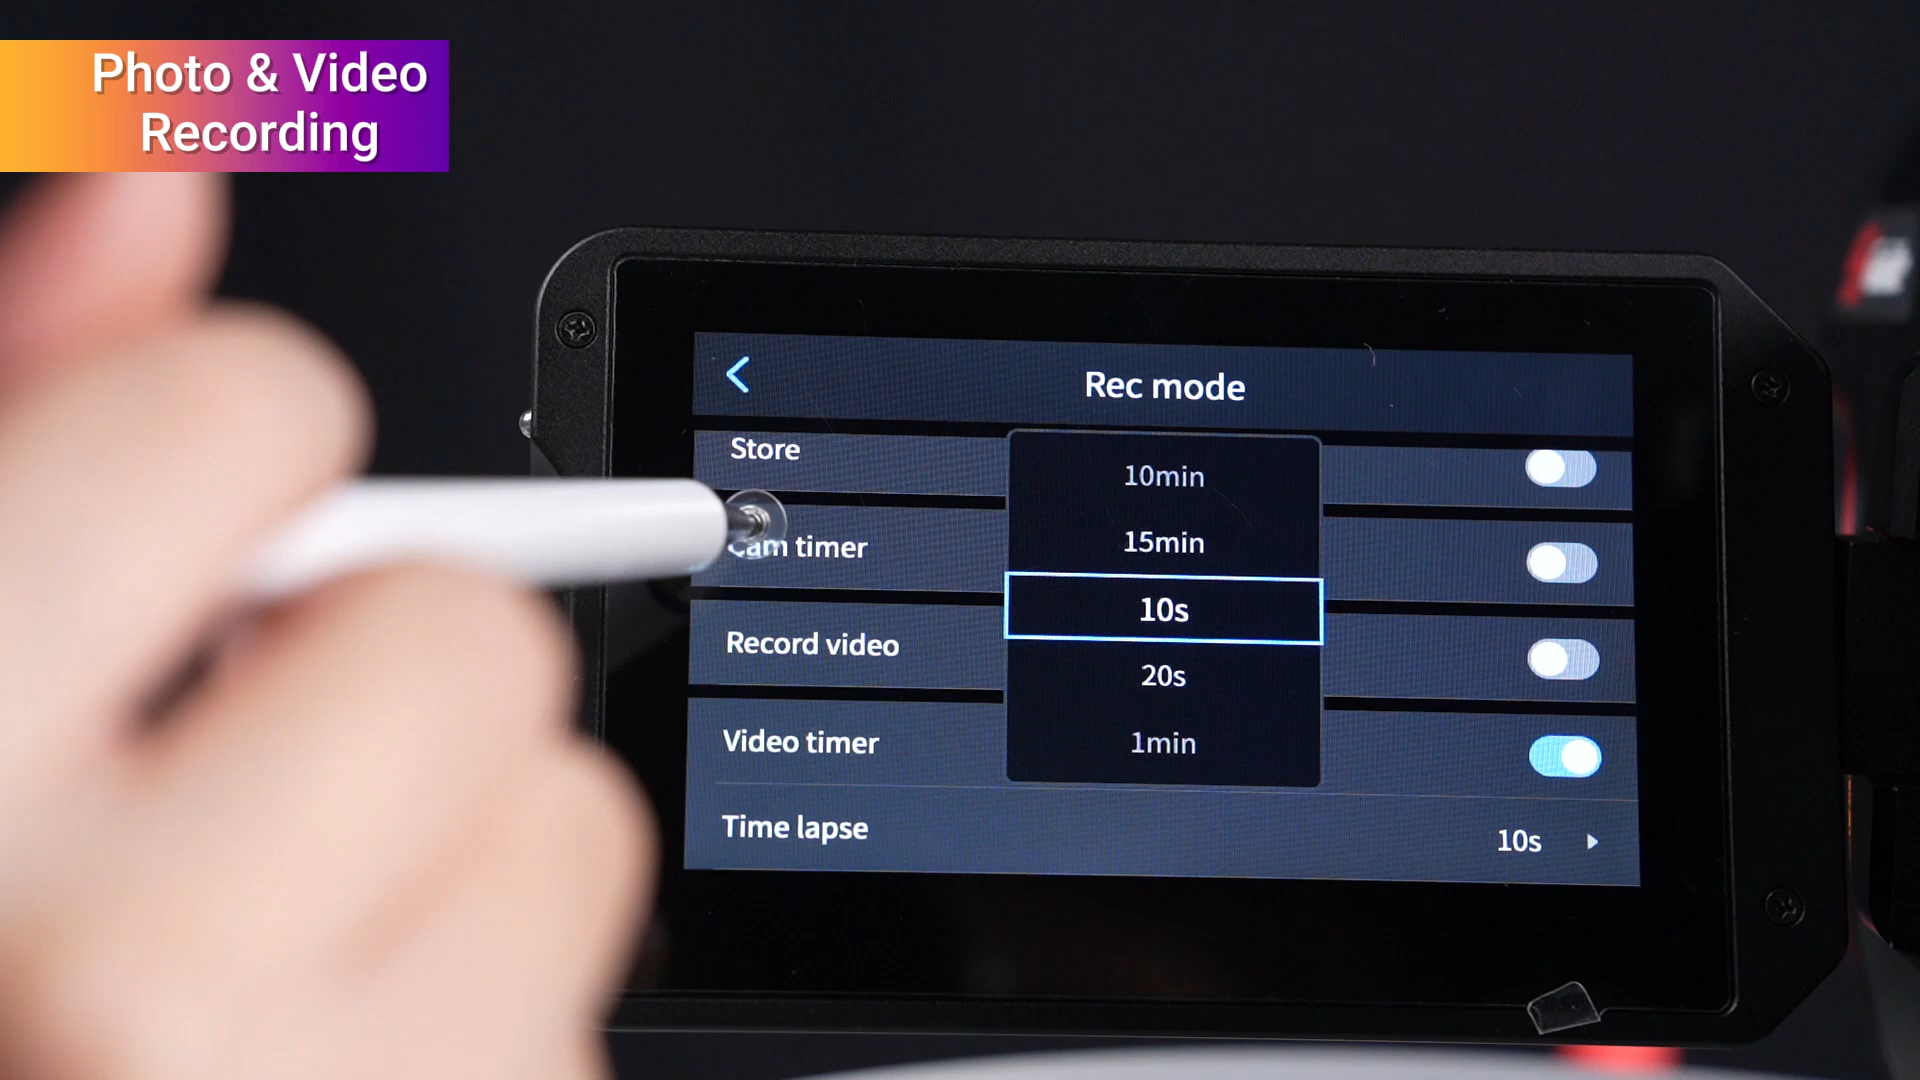 Photo & Video
Recording
Rec mode
Store
Cam timer
Record video
Video timer
Time lapse
10min
15min
10s
20s
1min
10s